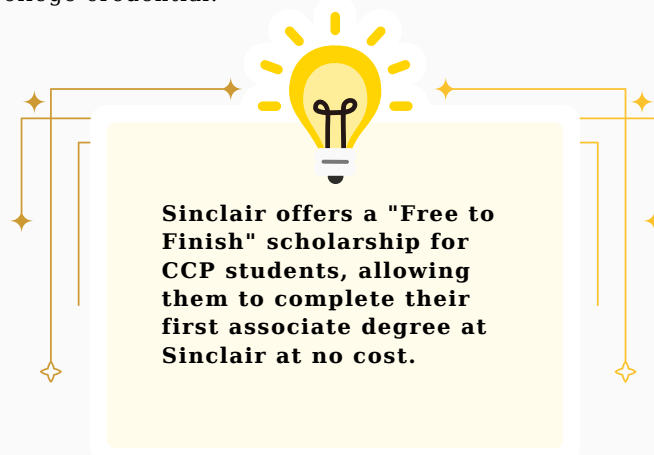 credential.
Sinclair offers a "Free to
Finish" scholarship for
CCP students, allowing
them to complete their
first associate degree at
Sinclair at no cost.